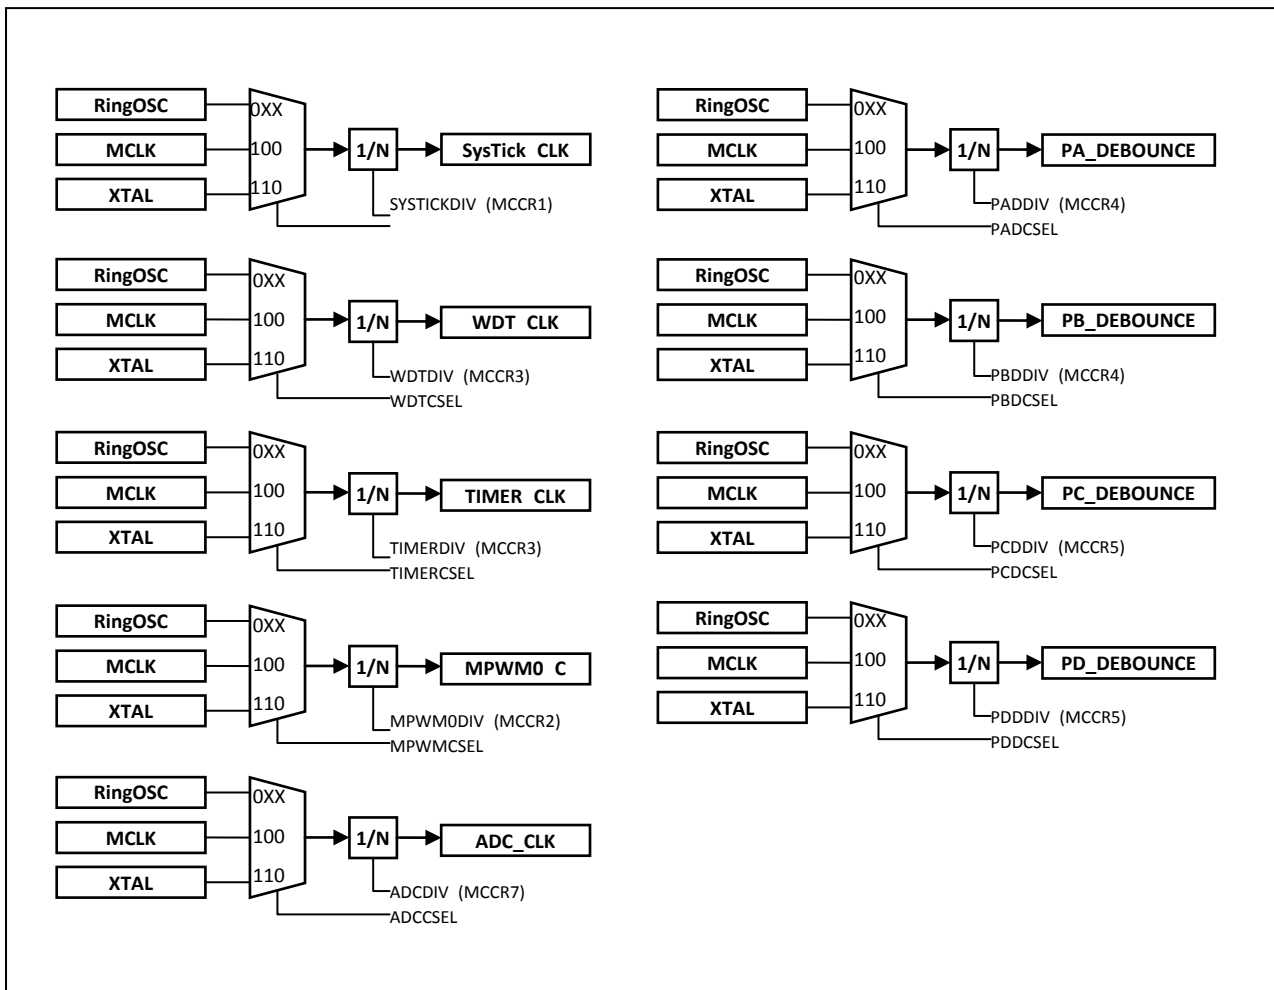 RingOSC
0XX
MCLK
100
1/N
SysTick CLK
XTAL
110
SYSTICKDIV (MCCR1)
RingOSC
0XX
MCLK
100
1/N
WDT CLK
XTAL
110
WDTDIV (MCCR3)
WDTCSEL
RingOSC
0XX
MCLK
100
1/N
TIMER CLK
XTAL
110
TIMERDIV (MCCR3)
TIMERCSEL
RingOSC
0XX
MCLK
100
1/N
MPWM0 C
XTAL
110
MPWM0DIV (MCCR2)
MPWMCSEL
RingOSC
0XX
MCLK
100
1/N
ADC_CLK
XTAL
110
ADCDIV (MCCR7)
ADCCSEL
RingOSC
0XX
MCLK
100
1/N
PA_DEBOUNCE
XTAL
110
PADDIV (MCCR4)
PADCSEL
RingOSC
0XX
MCLK
100
1/N
PB_DEBOUNCE
XTAL
110
PBDDIV (MCCR4)
PBDCSEL
RingOSC
0XX
MCLK
100
1/N
PC_DEBOUNCE
XTAL
110
PCDDIV (MCCR5)
PCDCSEL
RingOSC
0XX
MCLK
100
1/N
PD_DEBOUNCE
XTAL
110
PDDDIV (MCCR5)
PDDCSEL